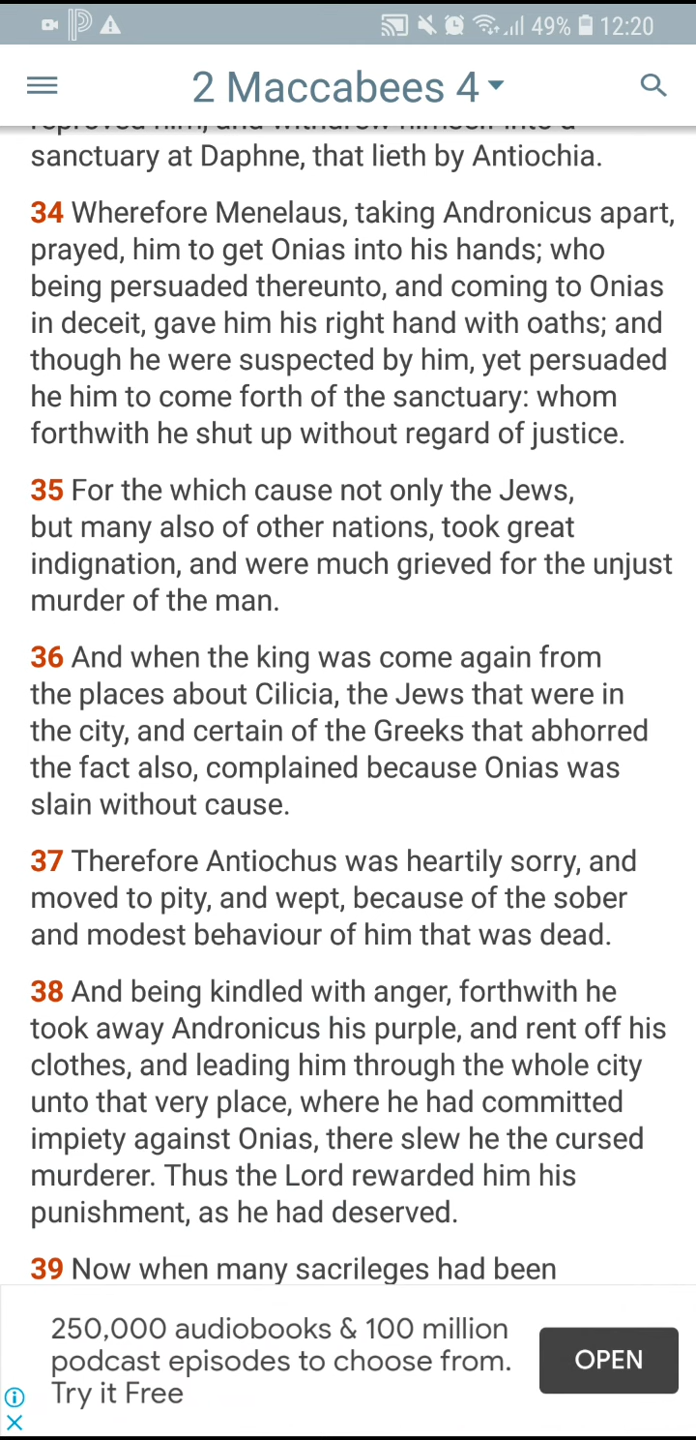 49% 12:20
2 Maccabees 4
sanctuary at Daphne, that lieth by Antiochia.
34 Wherefore Menelaus, taking Andronicus apart,
prayed, him to get Onias into his hands; who
being persuaded thereunto, and coming to Onias
in deceit, gave him his right hand with oaths; and
though he were suspected by him, yet persuaded
he him to come forth of the sanctuary: whom
forthwith he shut up without regard of justice.
35 For the which cause not only the Jews,
but many also of other nations, took great
indignation, and were much grieved for the unjust
murder of the man.
36 And when the king was come again from
the places about Cilicia, the Jews that were in
the city, and certain of the Greeks that abhorred
the fact also, complained because Onias was
slain without cause.
37 Therefore Antiochus was heartily sorry, and
moved to pity, and wept, because of the sober
and modest behaviour of him that was dead.
38 And being kindled with anger, forthwith he
took away Andronicus his purple, and rent off his
clothes, and leading him through the whole city
unto that very place, where he had committed
impiety against Onias, there slew he the cursed
murderer. Thus the Lord rewarded him his
punishment, as he had deserved.
39 Now when many sacrileges had been
250,000 audiobooks & 100 million
podcast episodes to choose from.
Try it Free
OPEN